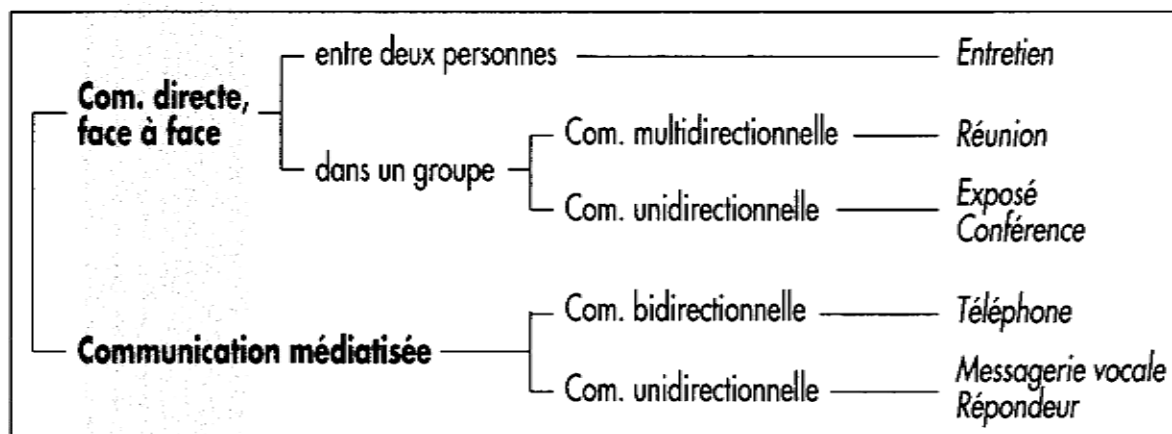 entre deux personnes
Entretien
Com. directe,
face à face
dans un groupe
Com. multidirectionnelle
Réunion
Com. unidirectionnelle
Exposé
Conférence
Communication médiatisée
Com. bidirectionnelle
Téléphone
Com. unidirectionnelle
Messagerie vocale
Répondeur